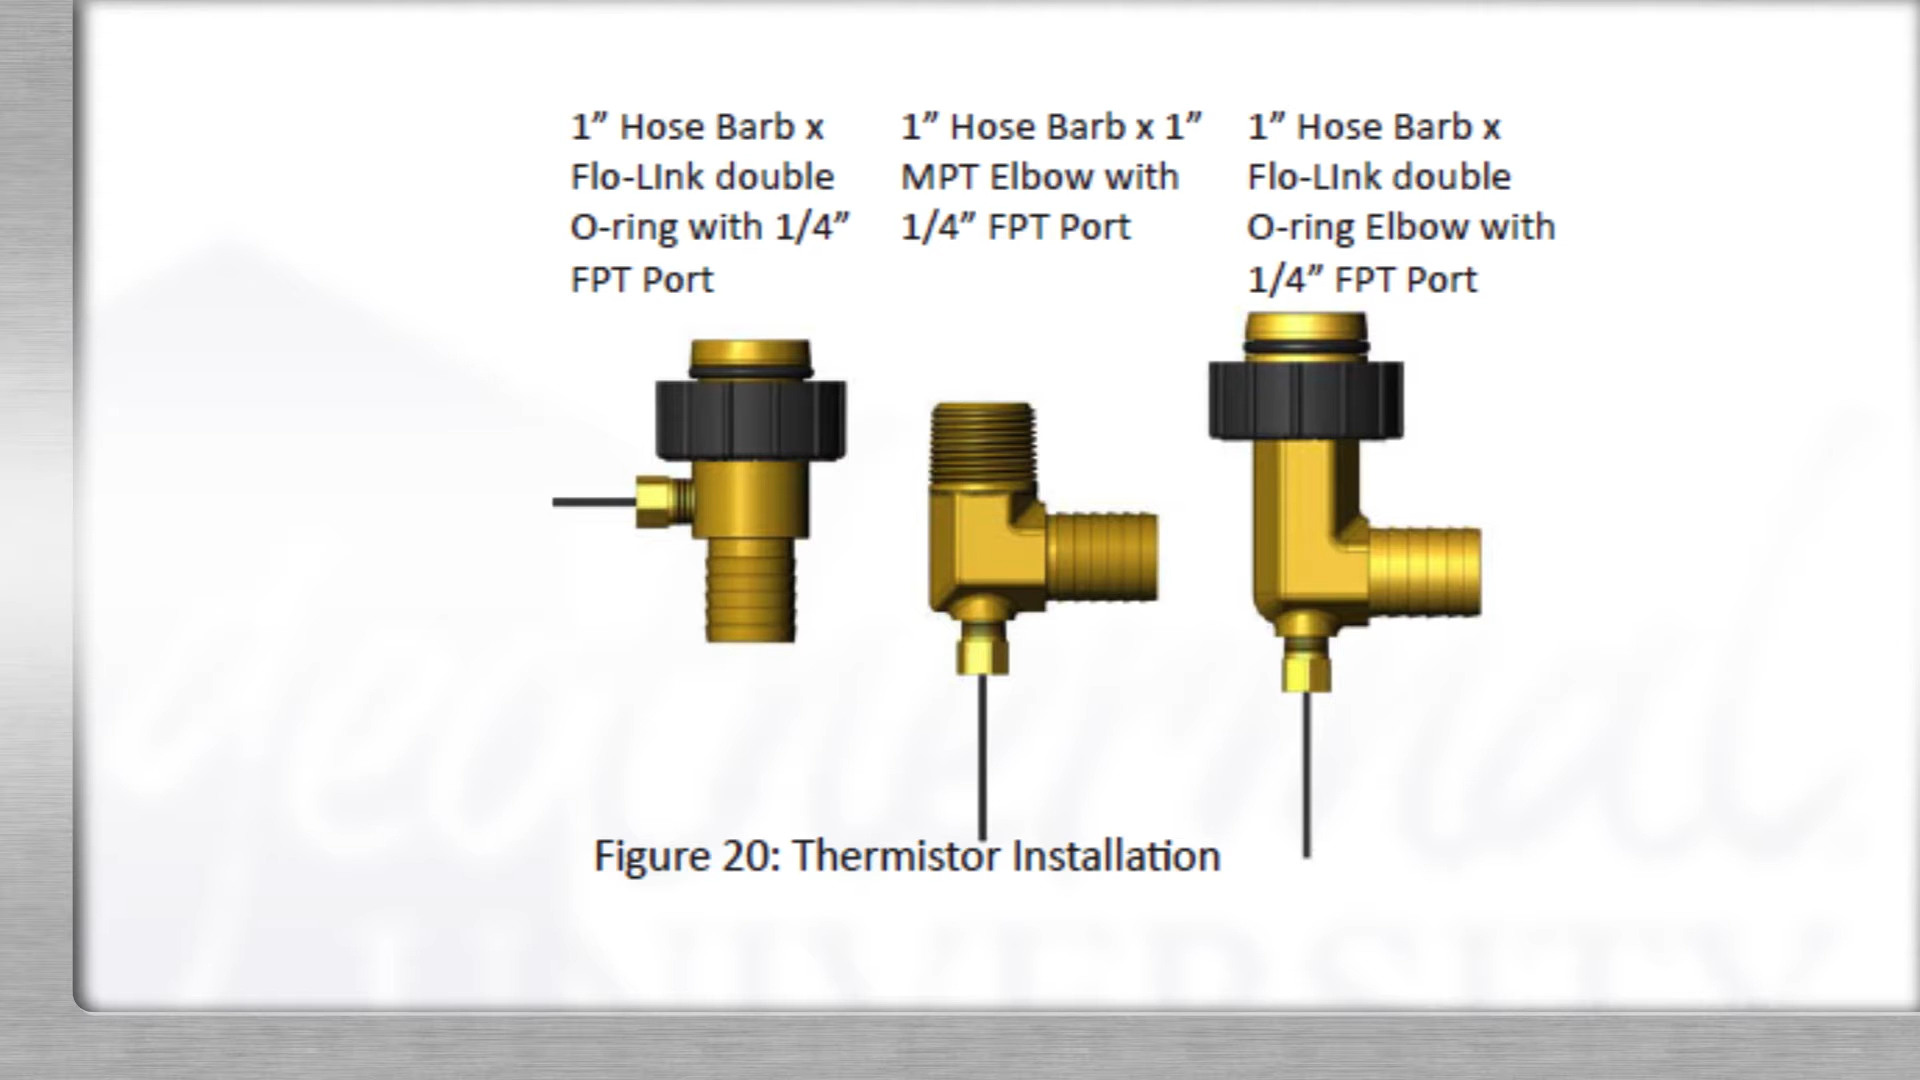 1” Hose Barb x
Flo-LInk double
O-ring with 1/4”
FPT Port
1” Hose Barb x 1”
MPT Elbow with
1/4” FPT Port
1” Hose Barb x
Flo-LInk double
O-ring Elbow with
1/4” FPT Port
Figure 20: Thermistor Installation
geothermal
UNIVERSITY